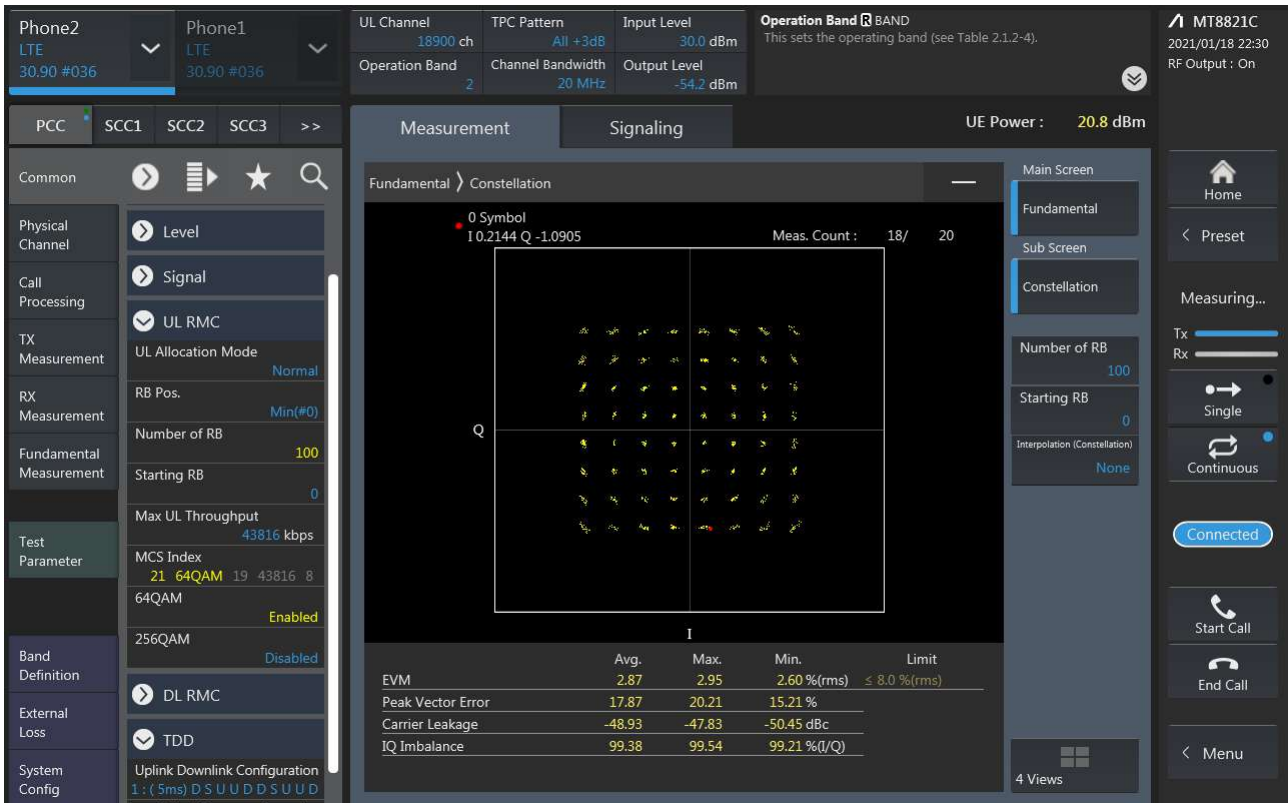 Phone2
LTE
30.90 #036
Phone1
LTE
30.90 #036
UL Channel
18900 ch
TPC Pattern
All +3dB
Input Level
30.0 dBm
Operation Band
2
Channel Bandwidth
20 MHz
Output Level
-54.2 dBm
Operation Band R BAND
This sets the operating band (see Table 2.1.2-4).
MT8821C
2021/01/18 22:30
RF Output : On
PCC SCC1 SCC2 SCC3 >>
Measurement
Signaling
UE Power : 20.8 dBm
Common
Physical
Channel
Call
Processing
TX
Measurement
RX
Measurement
Fundamental
Measurement
Test
Parameter
Band
Definition
External
Loss
System
Config
Level
Signal
UL RMC
UL Allocation Mode
Normal
RB Pos.
Min(#0)
Number of RB
100
Starting RB
0
Max UL Throughput
43816 kbps
MCS Index
21 64QAM 19 43816 8
64QAM
Enabled
256QAM
Disabled
DL RMC
TDD
Uplink Downlink Configuration
1 : ( 5ms) D S U U D D S U U D
Fundamental 〉 Constellation
0 Symbol
I 0.2144 Q -1.0905
Meas. Count : 18/ 20
Q
I
Avg. Max. Min. Limit
EVM 2.87 2.95 2.60 %(rms) ≤ 8.0 %(rms)
Peak Vector Error 17.87 20.21 15.21 %
Carrier Leakage -48.93 -47.83 -50.45 dBc
IQ Imbalance 99.38 99.54 99.21 %(I/Q)
Main Screen
Fundamental
Sub Screen
Constellation
Number of RB
100
Starting RB
0
Interpolation (Constellation)
None
4 Views
Home
< Preset
Measuring...
Tx
Rx
Single
Continuous
Connected
Start Call
End Call
< Menu